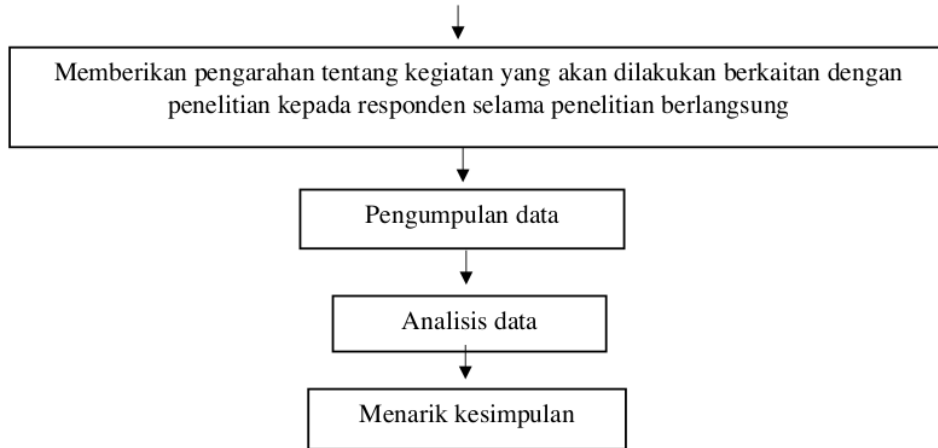 Memberikan pengarahan tentang kegiatan yang akan dilakukan berkaitan dengan
penelitian kepada responden selama penelitian berlangsung
Pengumpulan data
Analisis data
Menarik kesimpulan